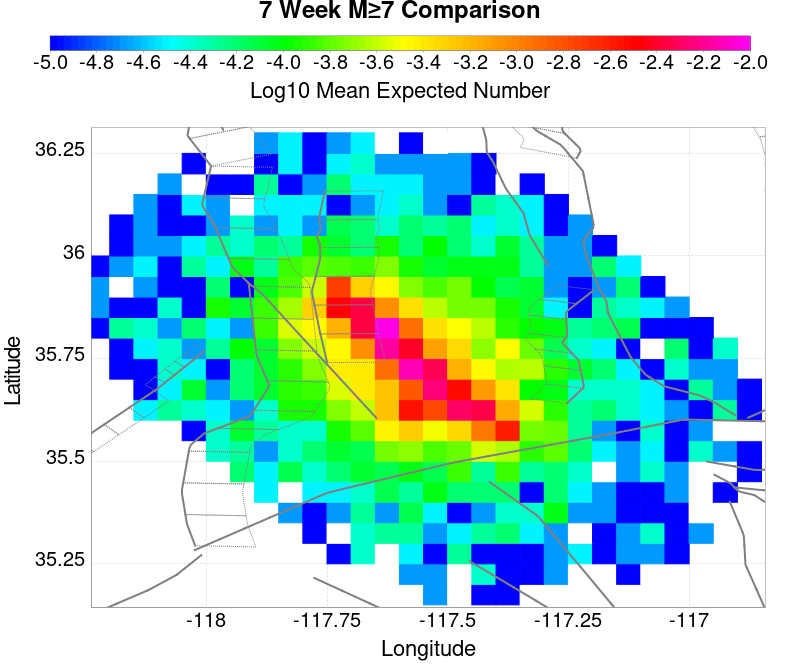 7 Week M≥7 Comparison
-5.0 -4.8 -4.6 -4.4 -4.2 -4.0 -3.8 -3.6 -3.4 -3.2 -3.0 -2.8 -2.6 -2.4 -2.2 -2.0
Log10 Mean Expected Number
36.25
36
35.75
35.5
35.25
Latitude
-118 -117.75 -117.5 -117.25 -117
Longitude